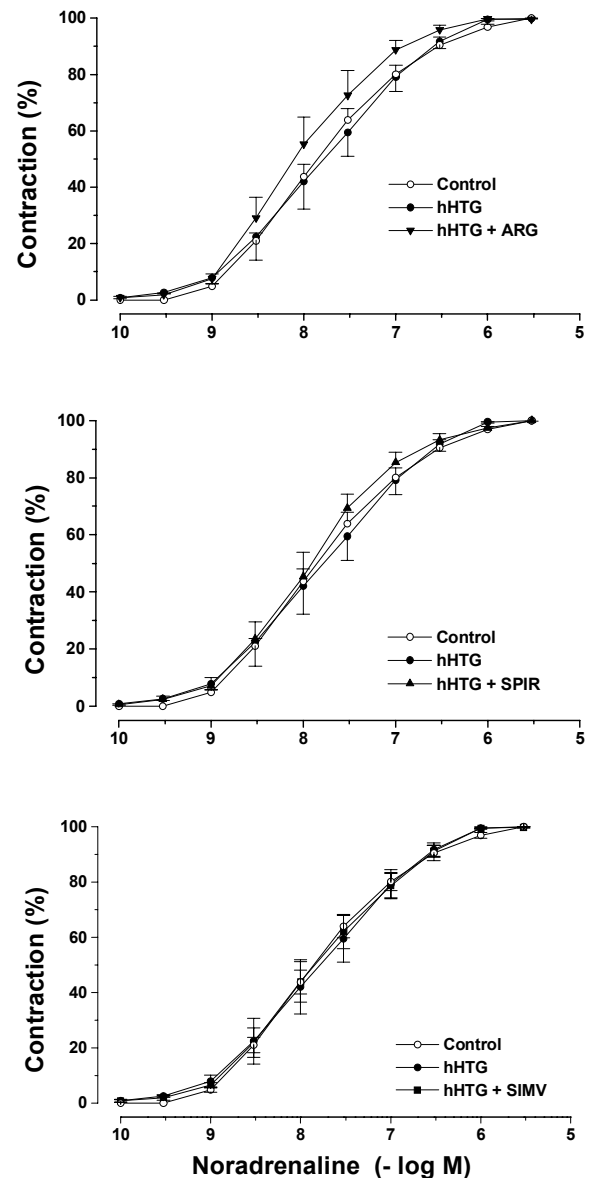 100
80
60
40
20
0
Contraction (%)
Control
hHTG
hHTG + ARG
10 9 8 7 6 5
100
80
60
40
20
0
Contraction (%)
Control
hHTG
hHTG + SPIR
10 9 8 7 6 5
100
80
60
40
20
0
Contraction (%)
Control
hHTG
hHTG + SIMV
10 9 8 7 6 5
Noradrenaline (- log M)